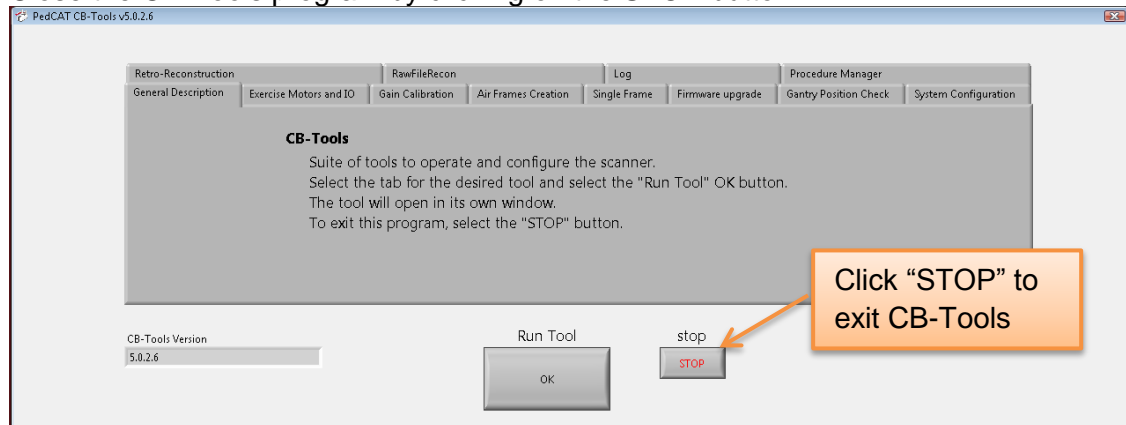 PedCAT CB-Tools v5.0.2.6
Retro-Reconstruction RawFileRecon Log Procedure Manager
General Description Exercise Motors and IO Gain Calibration Air Frames Creation Single Frame Firmware upgrade Gantry Position Check System Configuration
CB-Tools
Suite of tools to operate and configure the scanner.
Select the tab for the desired tool and select the "Run Tool" OK button.
The tool will open in its own window.
To exit this program, select the "STOP" button.
Click “STOP” to
exit CB-Tools
CB-Tools Version
5.0.2.6
Run Tool
OK
stop
STOP